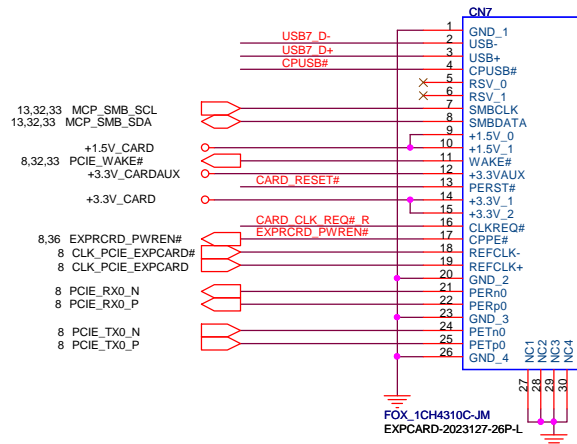 CN7
1 GND_1
USB7_D- 2 USB-
USB7_D+ 3 USB+
CPUSB# 4 CPUSB#
5 RSV_0
6 RSV_1
13,32,33 MCP_SMB_SCL 7 SMBCLK
13,32,33 MCP_SMB_SDA 8 SMBDATA
9 +1.5V_0
+1.5V_CARD 10 +1.5V_1
8,32,33 PCIE_WAKE# 11 WAKE#
+3.3V_CARDAUX 12 +3.3VAUX
CARD_RESET# 13 PERST#
+3.3V_CARD 14 +3.3V_1
15 +3.3V_2
CARD_CLK_REQ#_R 16 CLKREQ#
8,36 EXPRCRD_PWREN# EXPRCRD_PWREN# 17 CPPE#
8 CLK_PCIE_EXPCARD# 18 REFCLK-
8 CLK_PCIE_EXPCARD 19 REFCLK+
20 GND_2
8 PCIE_RX0_N 21 PERn0
8 PCIE_RX0_P 22 PERp0
23 GND_3
8 PCIE_TX0_N 24 PETn0
8 PCIE_TX0_P 25 PETp0
26 GND_4
NC1 NC2 NC3 NC4
27 28 29 30
FOX_1CH4310C-JM
EXPCARD-2023127-26P-L